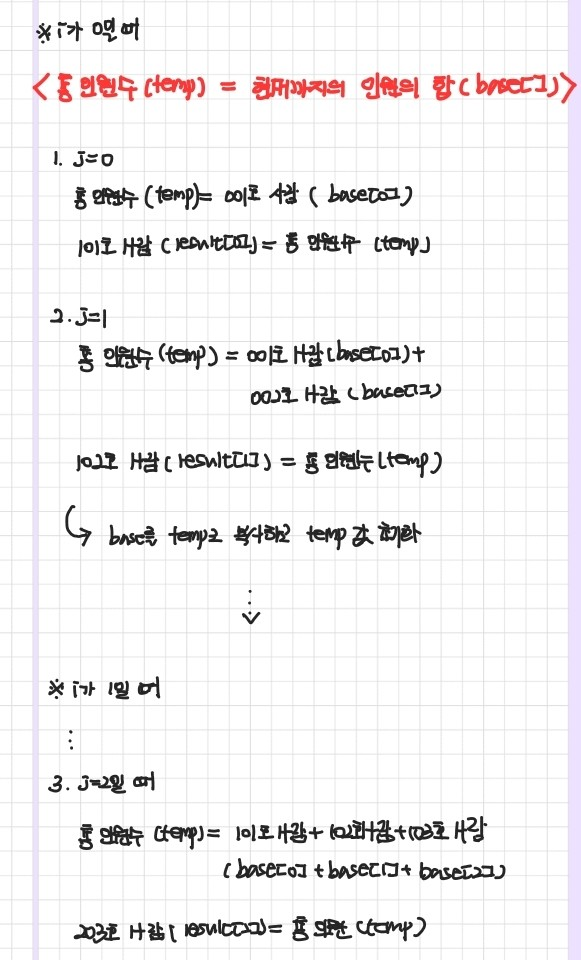 ※ i가 0일 때
< 총 인원수 (temp) = 현재까지의 인원의 합 (base[]) >
1. j=0
총 인원수 (temp)= 001호 사람 ( base[0])
101호 사람 (result[0])= 총 인원수 (temp)
2. j=1
총 인원수 (temp) = 001호 사람 (base[0])+
002호 사람 (base[1])
102호 사람 (result[1]) = 총 인원수 (temp)
↳ base를 temp로 복사하고 temp 값 초기화
⋮
↓
※ i가 1일 때
⋮
3. j=2일 때
총 인원수 (temp)= 101호 사람+ 102호사람+103호 사람
(base[0] +base[1]+ base[2])
203호 사람 (result[2])= 총 인원 (temp)